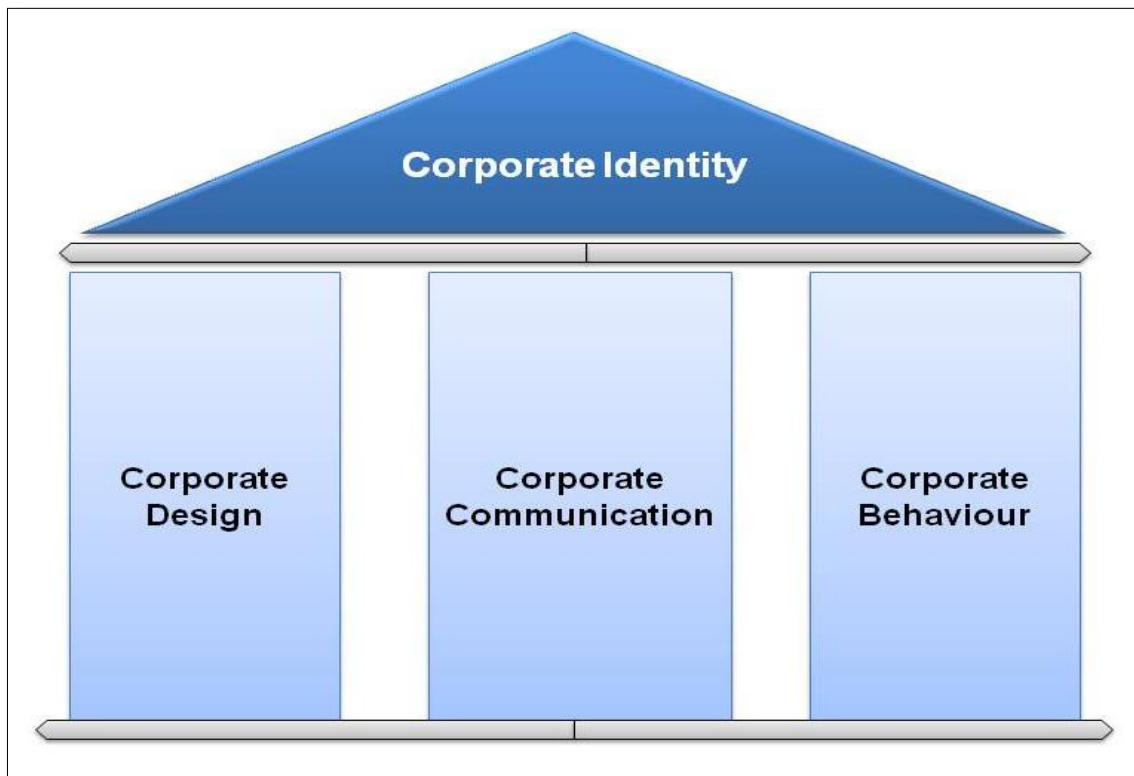 Corporate Identity
Corporate
Design
Corporate
Communication
Corporate
Behaviour